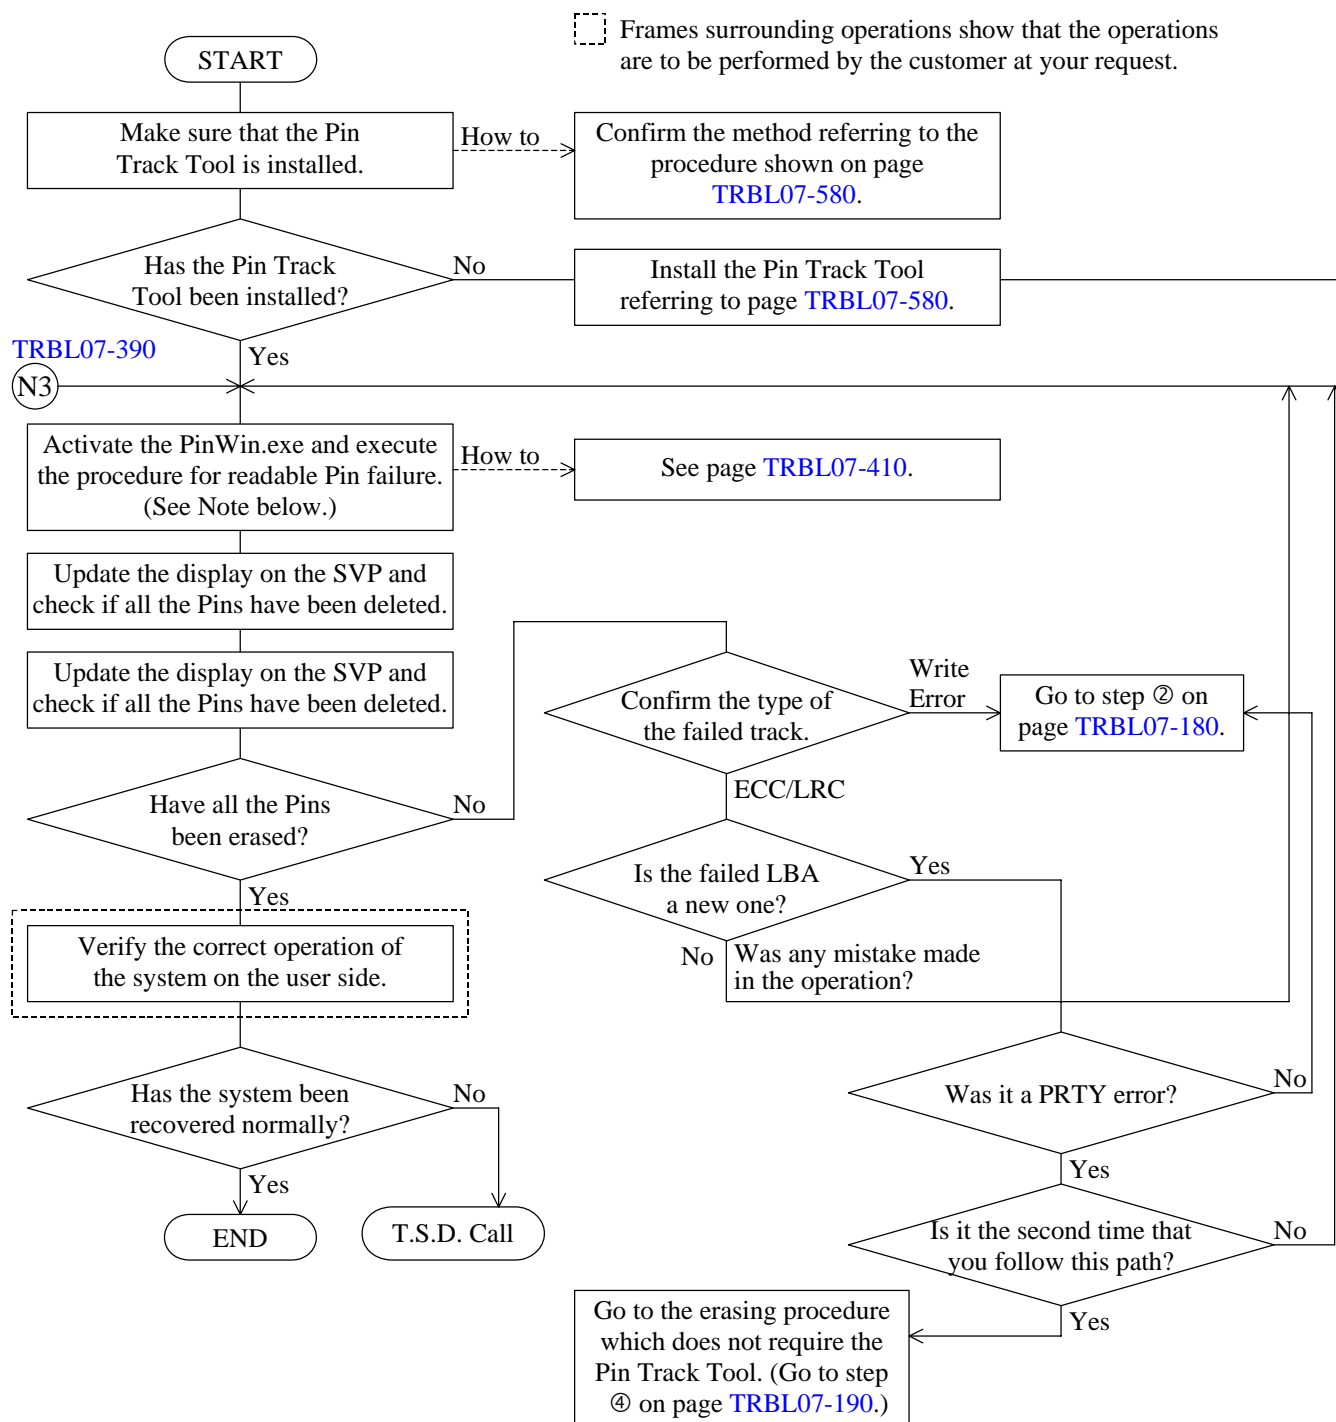 Frames surrounding operations show that the operations
are to be performed by the customer at your request.
START
Make sure that the Pin
Track Tool is installed.
How to
Confirm the method referring to the
procedure shown on page
TRBL07-580.
Has the Pin Track
Tool been installed?
No
Install the Pin Track Tool
referring to page TRBL07-580.
Yes
TRBL07-390
N3
Activate the PinWin.exe and execute
the procedure for readable Pin failure.
(See Note below.)
How to
See page TRBL07-410.
Update the display on the SVP and
check if all the Pins have been deleted.
Update the display on the SVP and
check if all the Pins have been deleted.
Have all the Pins
been erased?
No
Confirm the type of
the failed track.
Write
Error
Go to step ② on
page TRBL07-180.
ECC/LRC
Is the failed LBA
a new one?
Yes
No
Was any mistake made
in the operation?
Yes
Verify the correct operation of
the system on the user side.
Has the system been
recovered normally?
No
Yes
END
T.S.D. Call
Was it a PRTY error?
No
Yes
Is it the second time that
you follow this path?
No
Yes
Go to the erasing procedure
which does not require the
Pin Track Tool. (Go to step
④ on page TRBL07-190.)